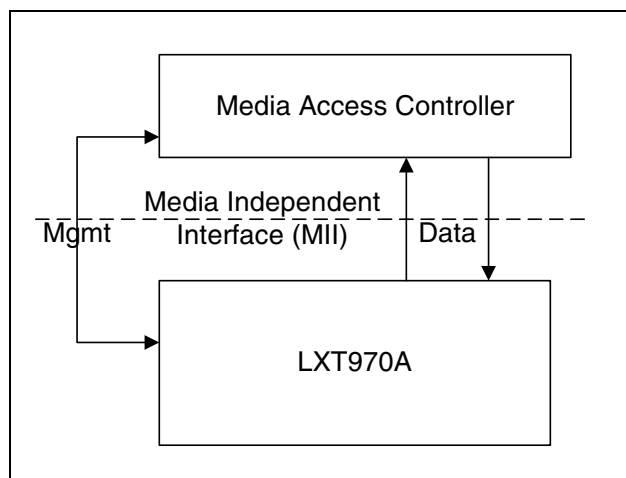 Media Access Controller
Media Independent
Mgmt Interface (MII) Data
LXT970A